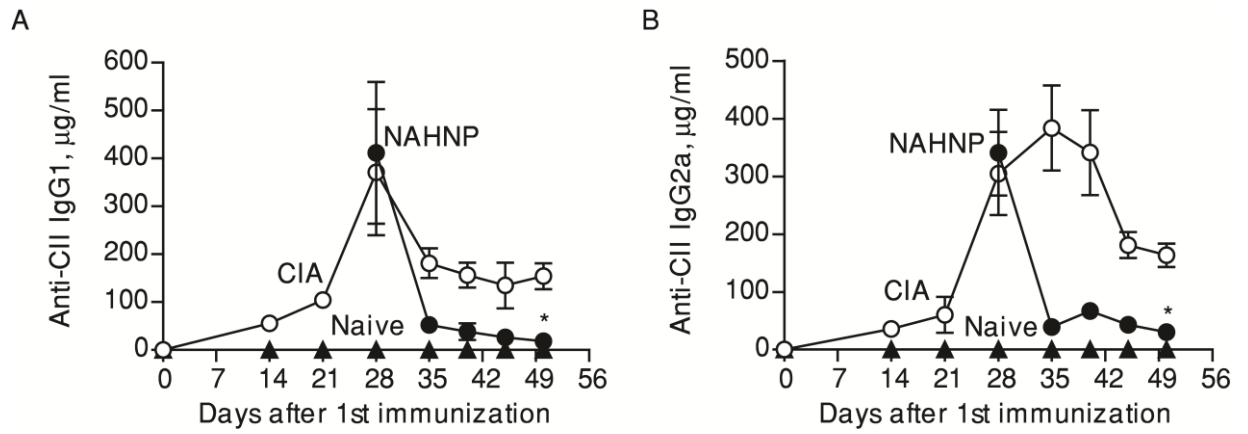 A
Anti-CII IgG1, μg/ml
600
500
400
300
200
100
0
NAHNP
CIA
Naive
*
0 7 14 21 28 35 42 49 56
Days after 1st immunization
B
Anti-CII IgG2a, μg/ml
500
400
300
200
100
0
NAHNP
CIA
Naive
*
0 7 14 21 28 35 42 49 56
Days after 1st immunization